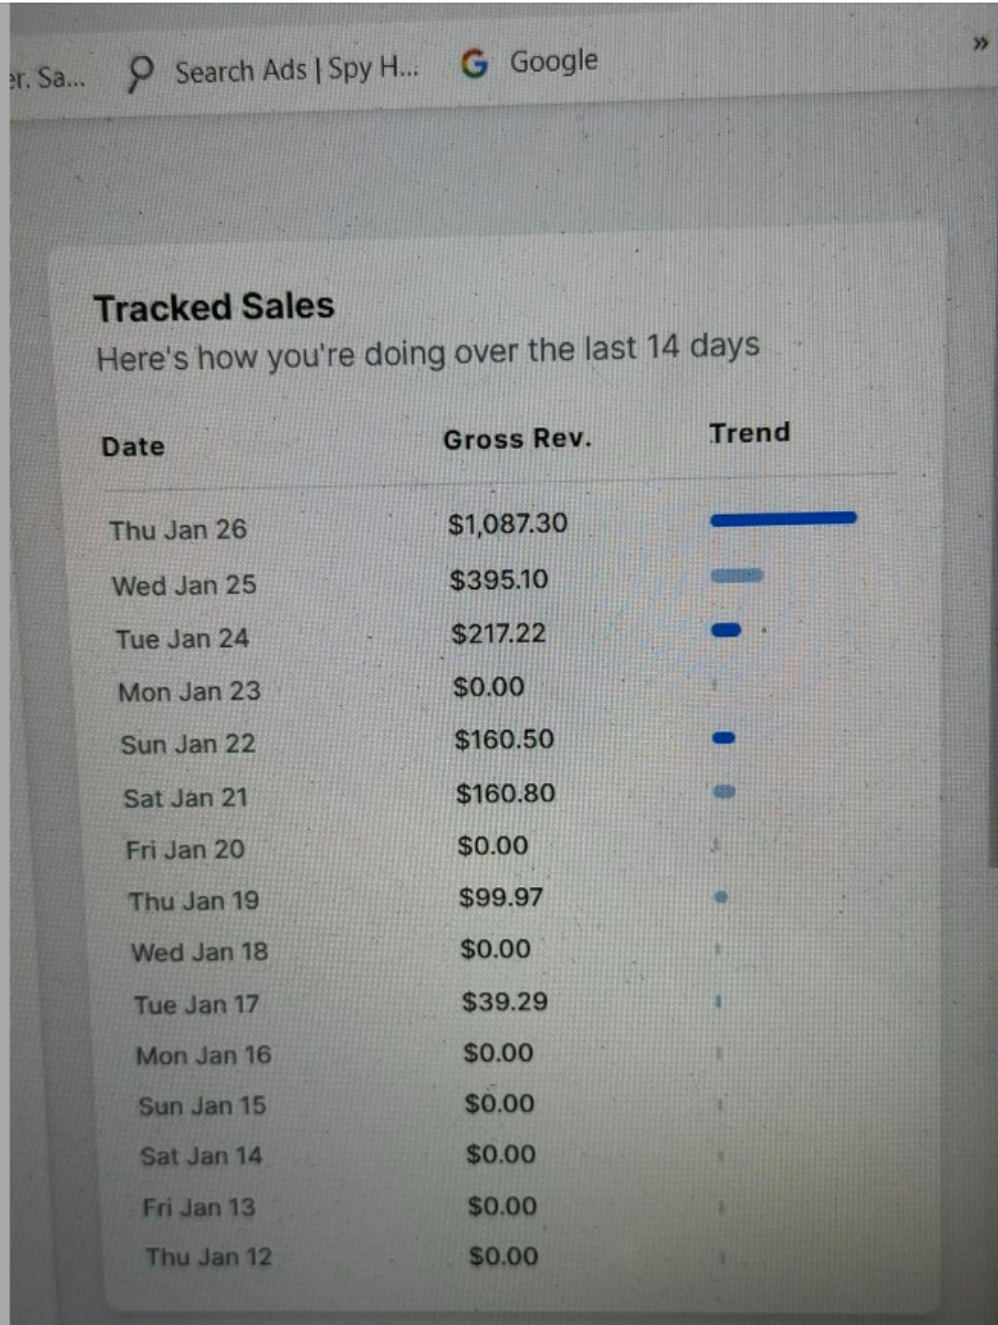 er. Sa... Search Ads | Spy H... Google »
Tracked Sales
Here's how you're doing over the last 14 days
Date Gross Rev. Trend
Thu Jan 26 $1,087.30
Wed Jan 25 $395.10
Tue Jan 24 $217.22
Mon Jan 23 $0.00
Sun Jan 22 $160.50
Sat Jan 21 $160.80
Fri Jan 20 $0.00
Thu Jan 19 $99.97
Wed Jan 18 $0.00
Tue Jan 17 $39.29
Mon Jan 16 $0.00
Sun Jan 15 $0.00
Sat Jan 14 $0.00
Fri Jan 13 $0.00
Thu Jan 12 $0.00